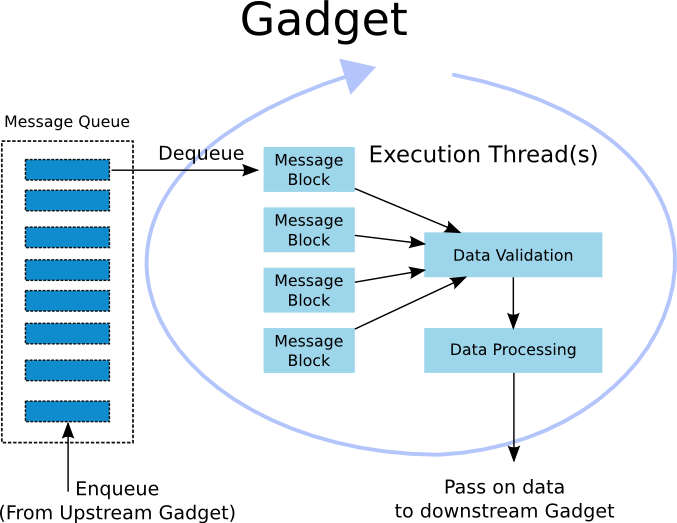 Gadget
Message Queue
Dequeue
Message
Block
Execution Thread(s)
Message
Block
Data Validation
Message
Block
Message
Block
Data Processing
Enqueue
(From Upstream Gadget)
Pass on data
to downstream Gadget